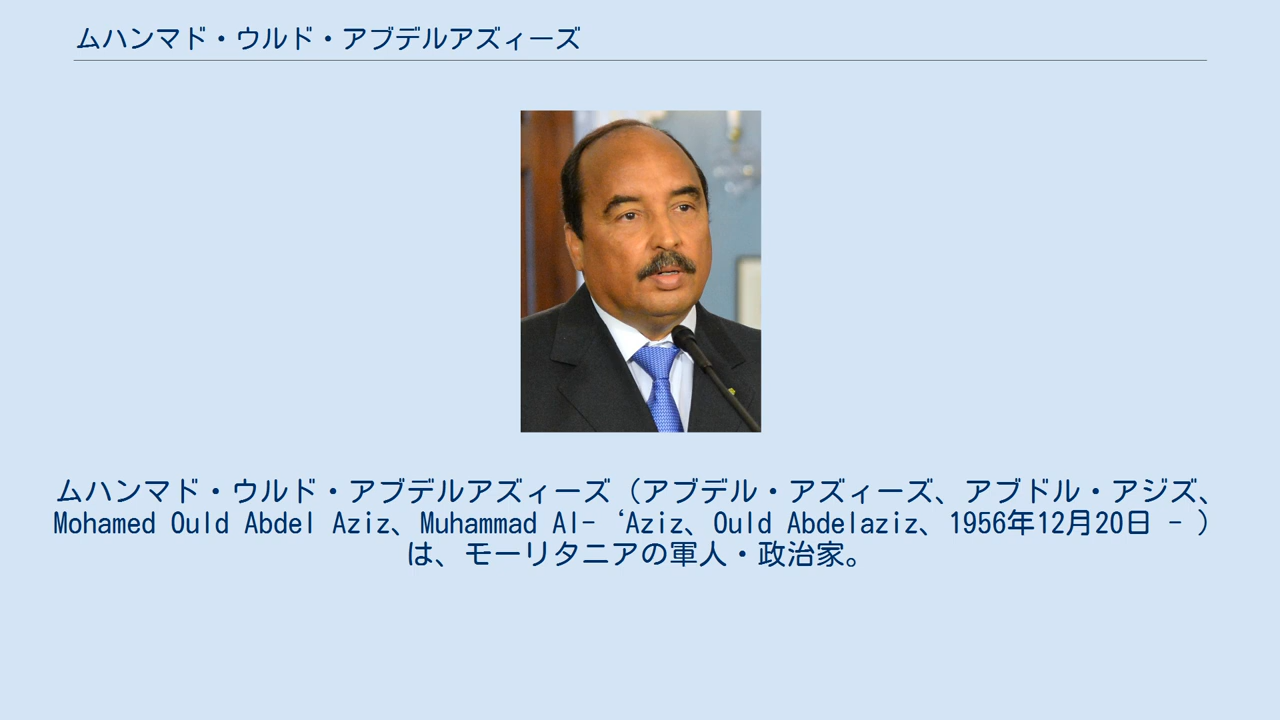 ムハンマド・ウルド・アブデルアズィーズ
ムハンマド・ウルド・アブデルアズィーズ（アブデル・アズィーズ、アブドル・アジズ、
Mohamed Ould Abdel Aziz、Muhammad Al-‘Aziz、Ould Abdelaziz、1956年12月20日 - ）
は、モーリタニアの軍人・政治家。